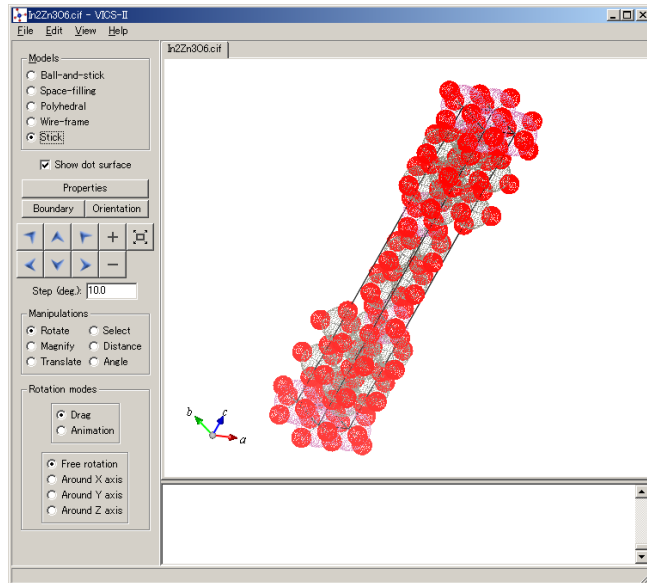 In2Zn3O6.cif - VICS-II
File Edit View Help
In2Zn3O6.cif
Models
Ball-and-stick
Space-filling
Polyhedral
Wire-frame
Stick
Show dot surface
Properties
Boundary Orientation
Step (deg.): 10.0
Manipulations
Rotate Select
Magnify Distance
Translate Angle
Rotation modes
Drag
Animation
Free rotation
Around X axis
Around Y axis
Around Z axis
b c a